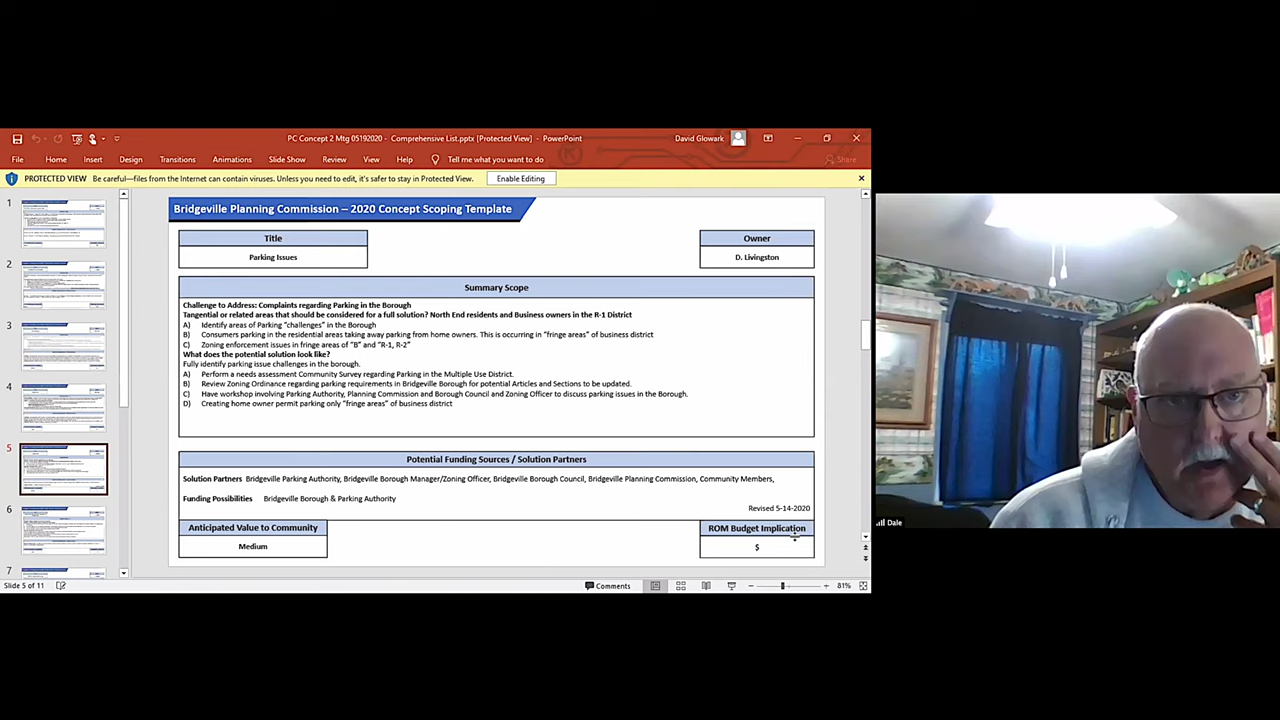 PC Concept 2 Mtg 05192020 - Comprehensive List.pptx [Protected View] - PowerPoint
David Glowark
File Home Insert Design Transitions Animations Slide Show Review View Help Tell me what you want to do Share
PROTECTED VIEW Be careful—files from the Internet can contain viruses. Unless you need to edit, it's safer to stay in Protected View. Enable Editing
1
2
3
4
5
6
7
Bridgeville Planning Commission – 2020 Concept Scoping Template
Title
Parking Issues
Owner
D. Livingston
Summary Scope
Challenge to Address: Complaints regarding Parking in the Borough
Tangential or related areas that should be considered for a full solution? North End residents and Business owners in the R-1 District
A) Identify areas of Parking "challenges" in the Borough
B) Consumers parking in the residential areas taking away parking from home owners. This is occurring in "fringe areas" of business district
C) Zoning enforcement issues in fringe areas of "B" and "R-1, R-2"
What does the potential solution look like?
Fully identify parking issue challenges in the borough.
A) Perform a needs assessment Community Survey regarding Parking in the Multiple Use District.
B) Review Zoning Ordinance regarding parking requirements in Bridgeville Borough for potential Articles and Sections to be updated.
C) Have workshop involving Parking Authority, Planning Commission and Borough Council and Zoning Officer to discuss parking issues in the Borough.
D) Creating home owner permit parking only "fringe areas" of business district
Potential Funding Sources / Solution Partners
Solution Partners Bridgeville Parking Authority, Bridgeville Borough Manager/Zoning Officer, Bridgeville Borough Council, Bridgeville Planning Commission, Community Members,
Funding Possibilities Bridgeville Borough & Parking Authority
Revised 5-14-2020
Anticipated Value to Community
Medium
ROM Budget Implication
$
Dale
Slide 5 of 11
Comments
81%